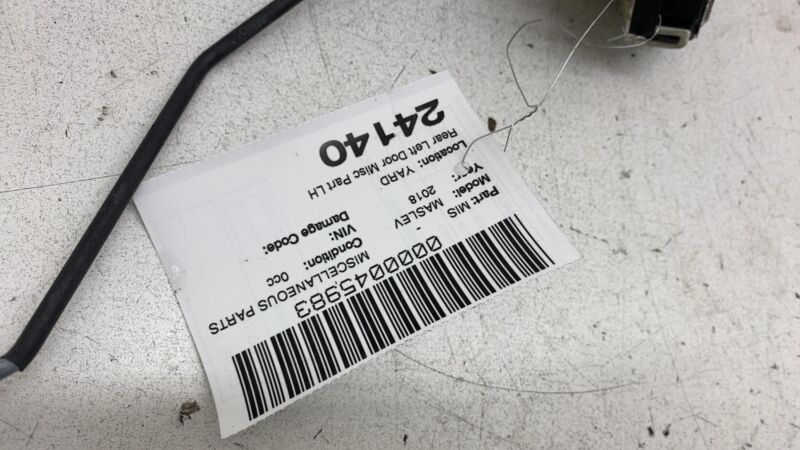 0000045983
Part: MIS - MISCELLANEOUS PARTS
Model: MASLEV Condition: 0cc
Year: 2018 VIN:
Location: YARD Damage Code:
Rear Left Door Misc Part LH
24140